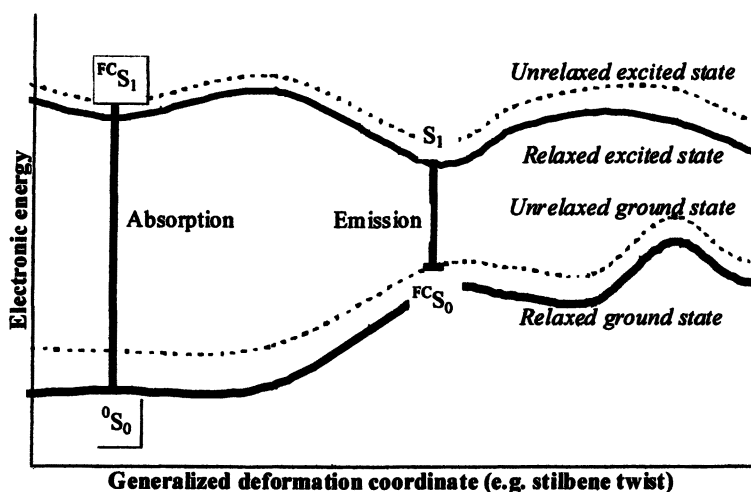 FCS1
Unrelaxed excited state
S1
Relaxed excited state
Absorption
Emission
Unrelaxed ground state
FCS0
Relaxed ground state
0S0
Electronic energy
Generalized deformation coordinate (e.g. stilbene twist)